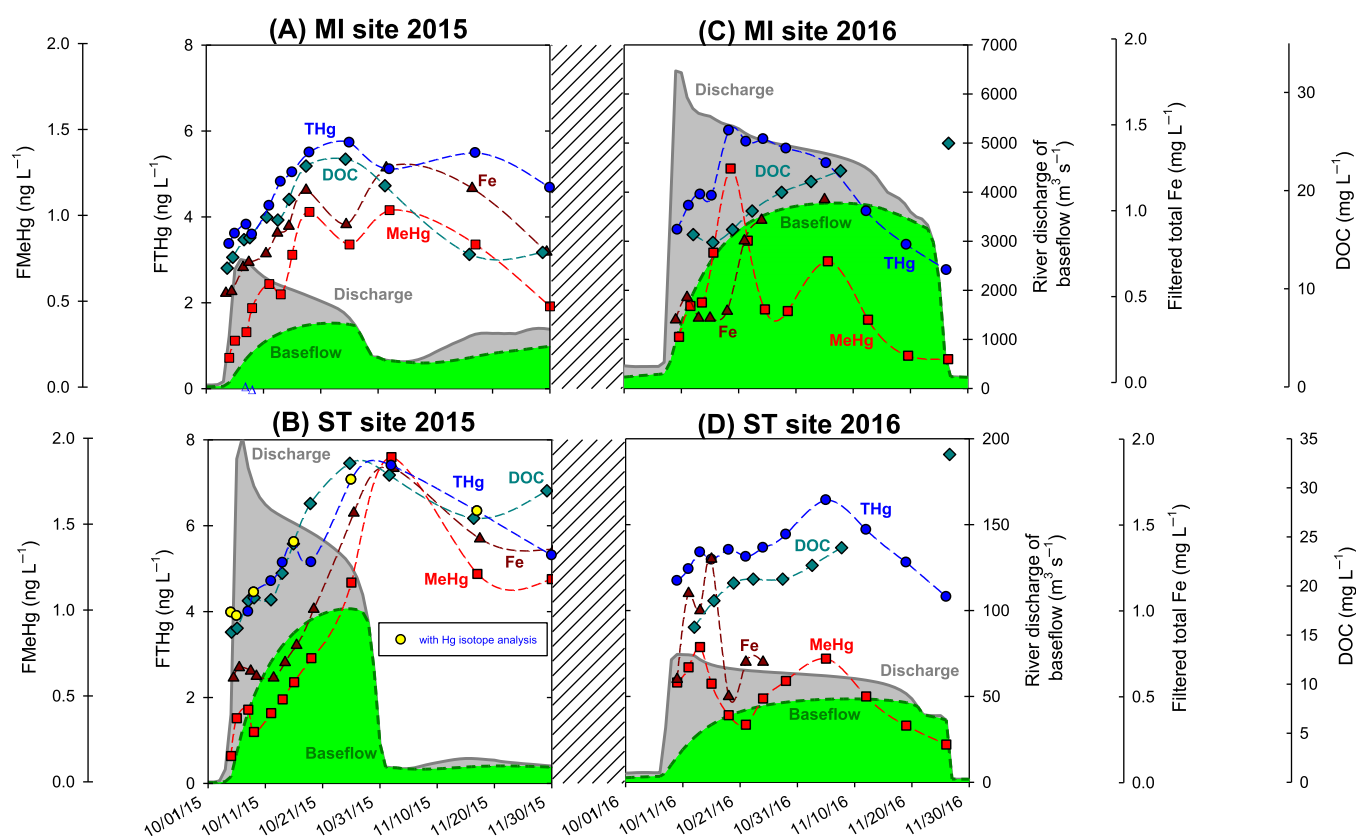 (A) MI site 2015
(C) MI site 2016
2.0
1.5
1.0
0.5
0.0
FMeHg (ng L⁻¹)
8
6
4
2
0
FTHg (ng L⁻¹)
THg
DOC
Fe
MeHg
Discharge
Baseflow
Discharge
DOC
Baseflow
THg
Fe
MeHg
7000
6000
5000
4000
3000
2000
1000
0
River discharge of
baseflow (m³ s⁻¹)
2.0
1.5
1.0
0.5
0.0
Filtered total Fe (mg L⁻¹)
30
20
10
0
DOC (mg L⁻¹)
(B) ST site 2015
(D) ST site 2016
2.0
1.5
1.0
0.5
0.0
FMeHg (ng L⁻¹)
8
6
4
2
0
FTHg (ng L⁻¹)
Discharge
THg
DOC
Fe
MeHg
with Hg isotope analysis
Baseflow
THg
DOC
Fe
MeHg
Discharge
Baseflow
200
150
100
50
0
River discharge of
baseflow (m³ s⁻¹)
2.0
1.5
1.0
0.5
0.0
Filtered total Fe (mg L⁻¹)
35
30
25
20
15
10
5
0
DOC (mg L⁻¹)
10/01/15
10/11/15
10/21/15
10/31/15
11/10/15
11/20/15
11/30/15
10/01/16
10/11/16
10/21/16
10/31/16
11/10/16
11/20/16
11/30/16